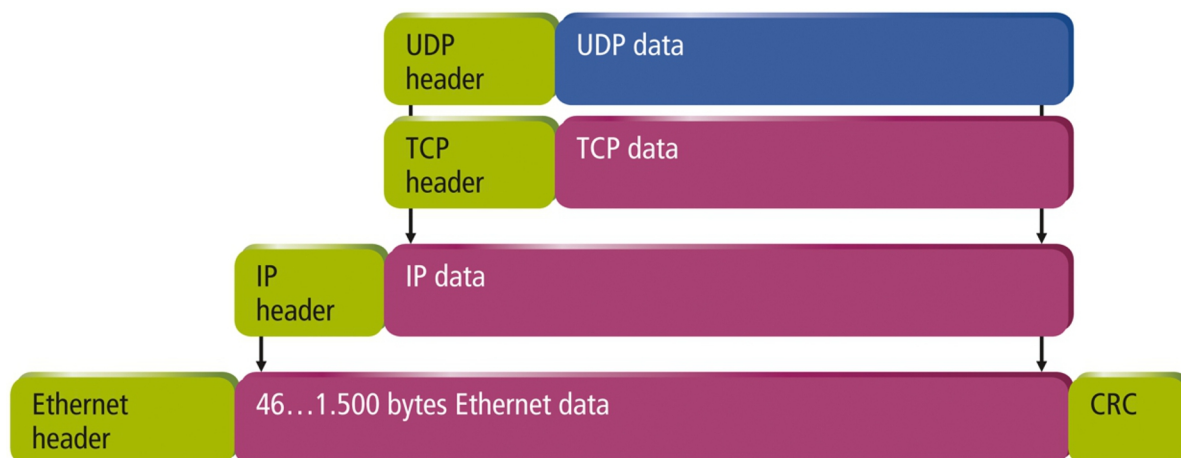 UDP
header
UDP data
TCP
header
TCP data
IP
header
IP data
Ethernet
header
46...1.500 bytes Ethernet data
CRC